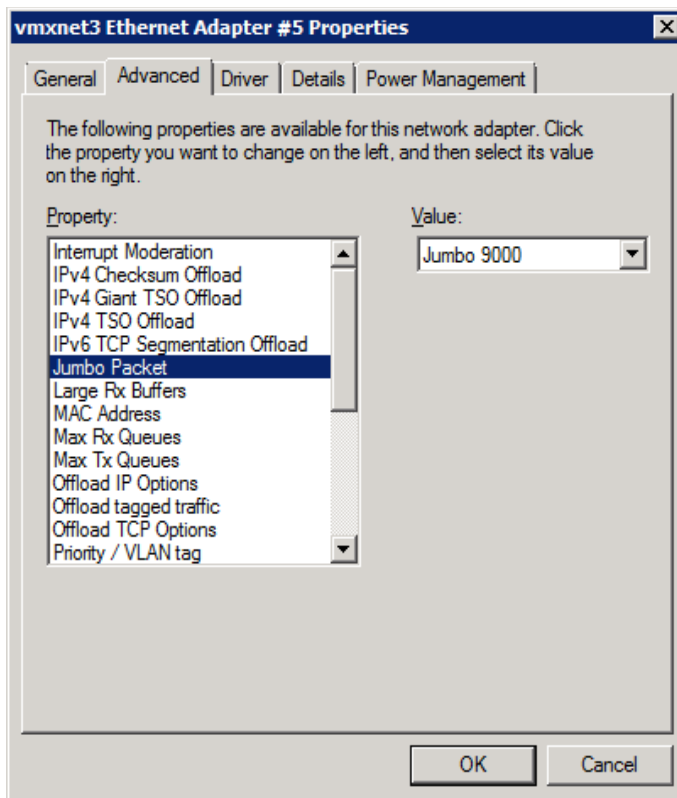 vmxnet3 Ethernet Adapter #5 Properties
General Advanced Driver Details Power Management
The following properties are available for this network adapter. Click
the property you want to change on the left, and then select its value
on the right.
Property:
Value:
Interrupt Moderation
IPv4 Checksum Offload
IPv4 Giant TSO Offload
IPv4 TSO Offload
IPv6 TCP Segmentation Offload
Jumbo Packet
Large Rx Buffers
MAC Address
Max Rx Queues
Max Tx Queues
Offload IP Options
Offload tagged traffic
Offload TCP Options
Priority / VLAN tag
Jumbo 9000
OK Cancel